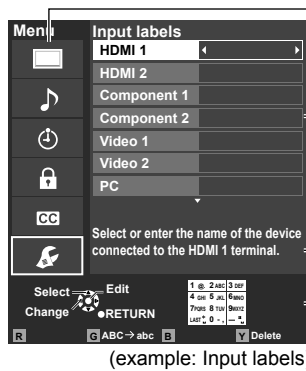 Menu
Input labels
HDMI 1
HDMI 2
Component 1
Component 2
Video 1
Video 2
PC
CC
Select or enter the name of the device
connected to the HDMI 1 terminal.
Select
Edit
Change
RETURN
1 @. 2 ABC 3 DEF
4 GHI 5 JKL 6 MNO
7 PQRS 8 TUV 9 WXYZ
LAST 0 - ,
R G ABC → abc B Y Delete
(example: Input labels